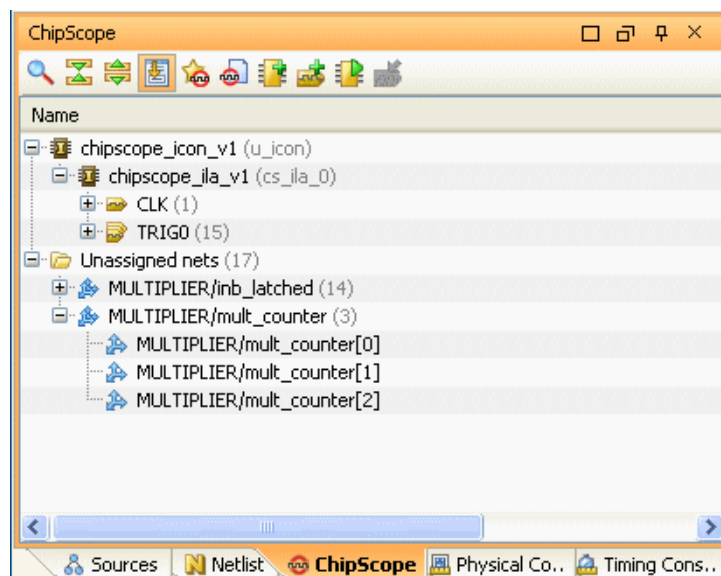 ChipScope
Name
chipscope_icon_v1 (u_icon)
chipscope_ila_v1 (cs_ila_0)
CLK (1)
TRIG0 (15)
Unassigned nets (17)
MULTIPLIER/inb_latched (14)
MULTIPLIER/mult_counter (3)
MULTIPLIER/mult_counter[0]
MULTIPLIER/mult_counter[1]
MULTIPLIER/mult_counter[2]
Sources Netlist ChipScope Physical Co.. Timing Cons..